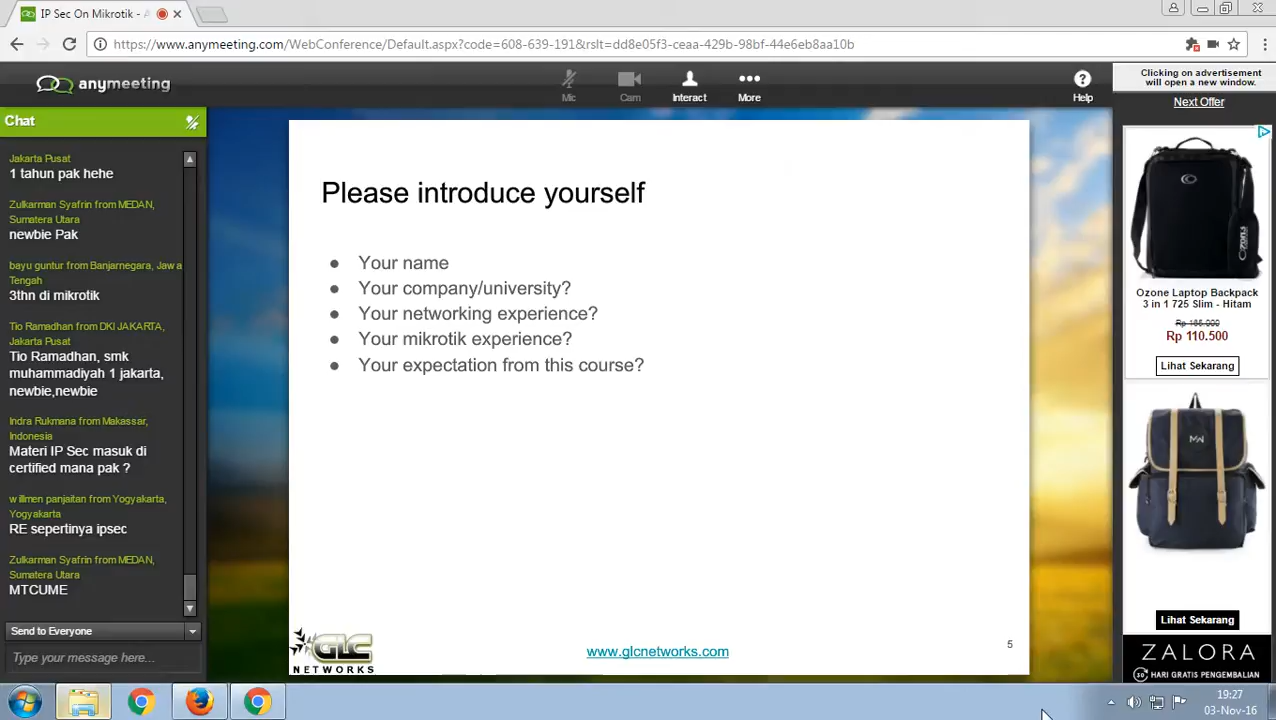 IP Sec On Mikrotik - A
https://www.anymeeting.com/WebConference/Default.aspx?code=608-639-191&rslt=dd8e05f3-ceaa-429b-98bf-44e6eb8aa10b
anymeeting
Mic
Cam
Interact
More
Help
Clicking on advertisement
will open a new window.
Next Offer
Chat
Jakarta Pusat
1 tahun pak hehe
Zulkarman Syafrin from MEDAN,
Sumatera Utara
newbie Pak
bayu guntur from Banjarnegara, Jawa
Tengah
3thn di mikrotik
Tio Ramadhan from DKI JAKARTA,
Jakarta Pusat
Tio Ramadhan, smk
muhammadiyah 1 jakarta,
newbie,newbie
Indra Rukmana from Makassar,
Indonesia
Materi IP Sec masuk di
certified mana pak ?
willmen panjaitan from Yogyakarta,
Yogyakarta
RE sepertinya ipsec
Zulkarman Syafrin from MEDAN,
Sumatera Utara
MTCUME
Send to Everyone
Type your message here...
Please introduce yourself
● Your name
● Your company/university?
● Your networking experience?
● Your mikrotik experience?
● Your expectation from this course?
GLC
NETWORKS
www.glcnetworks.com
5
OZONE
Ozone Laptop Backpack
3 in 1 725 Slim - Hitam
Rp 110.500
Lihat Sekarang
Lihat Sekarang
ZALORA
30 HARI GRATIS PENGEMBALIAN
19:27
03-Nov-16